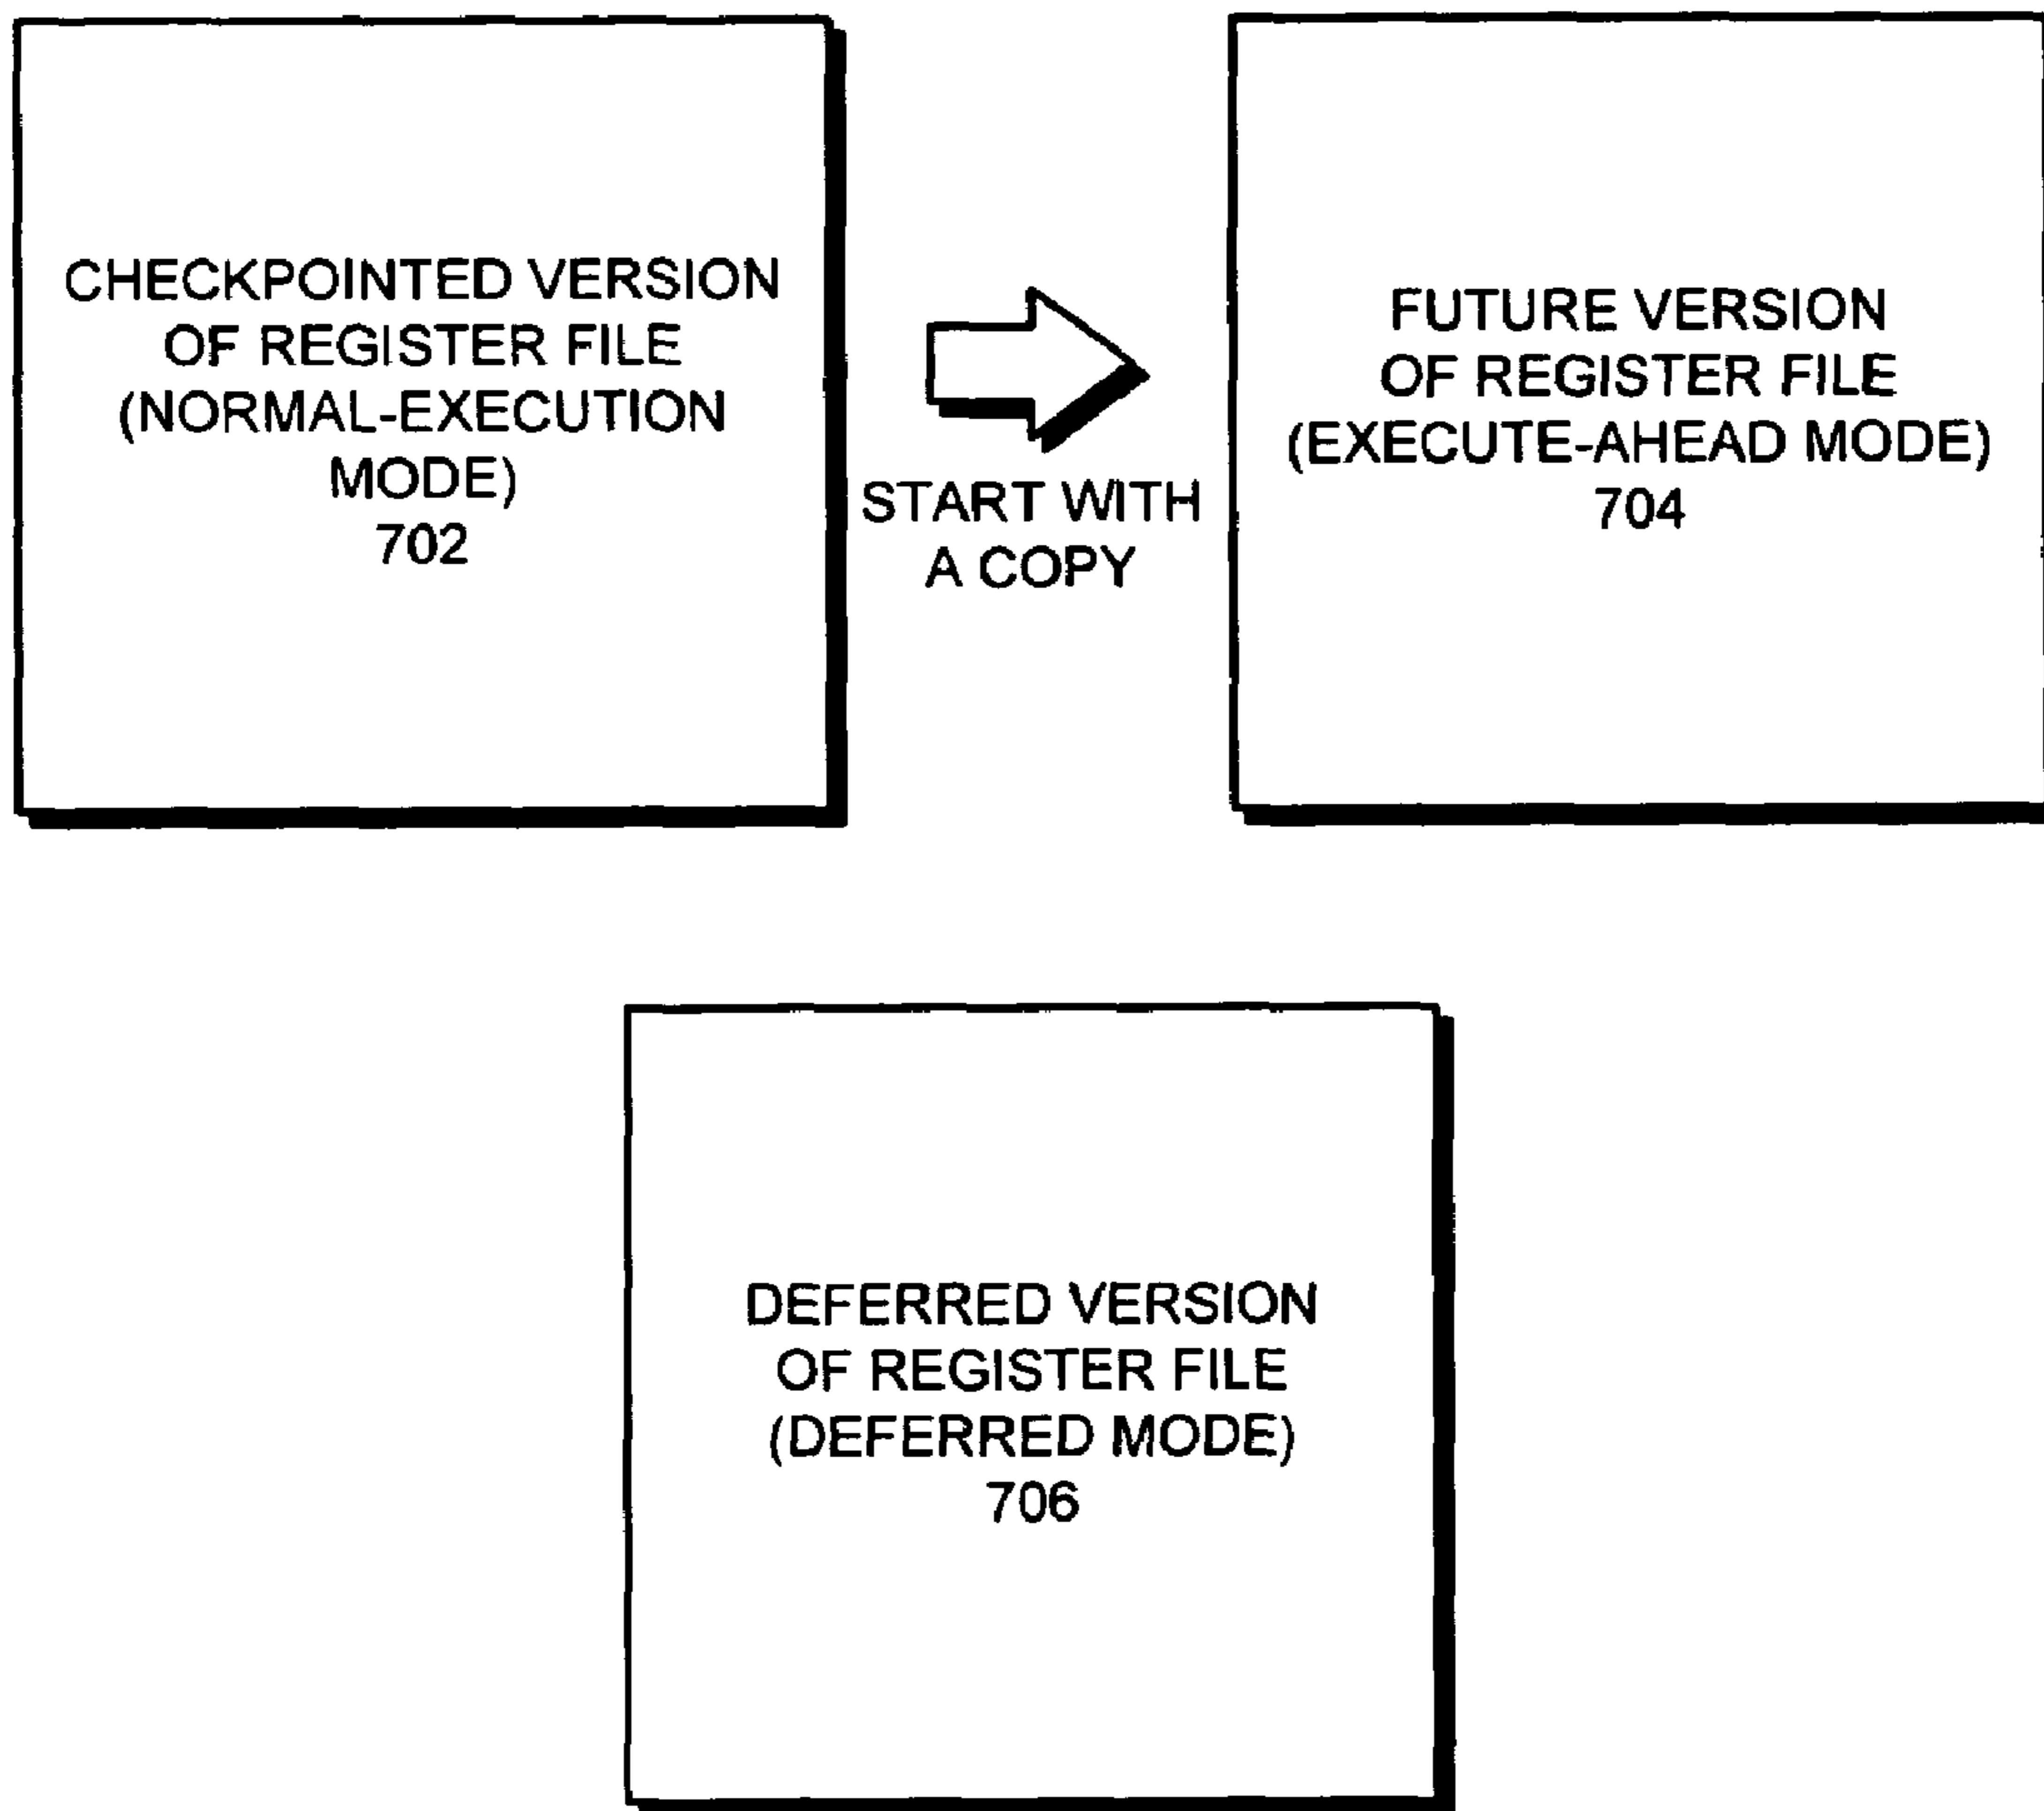 CHECKPOINTED VERSION
OF REGISTER FILE
(NORMAL-EXECUTION
MODE)
702
START WITH
A COPY
FUTURE VERSION
OF REGISTER FILE
(EXECUTE-AHEAD MODE)
704
DEFERRED VERSION
OF REGISTER FILE
(DEFERRED MODE)
706